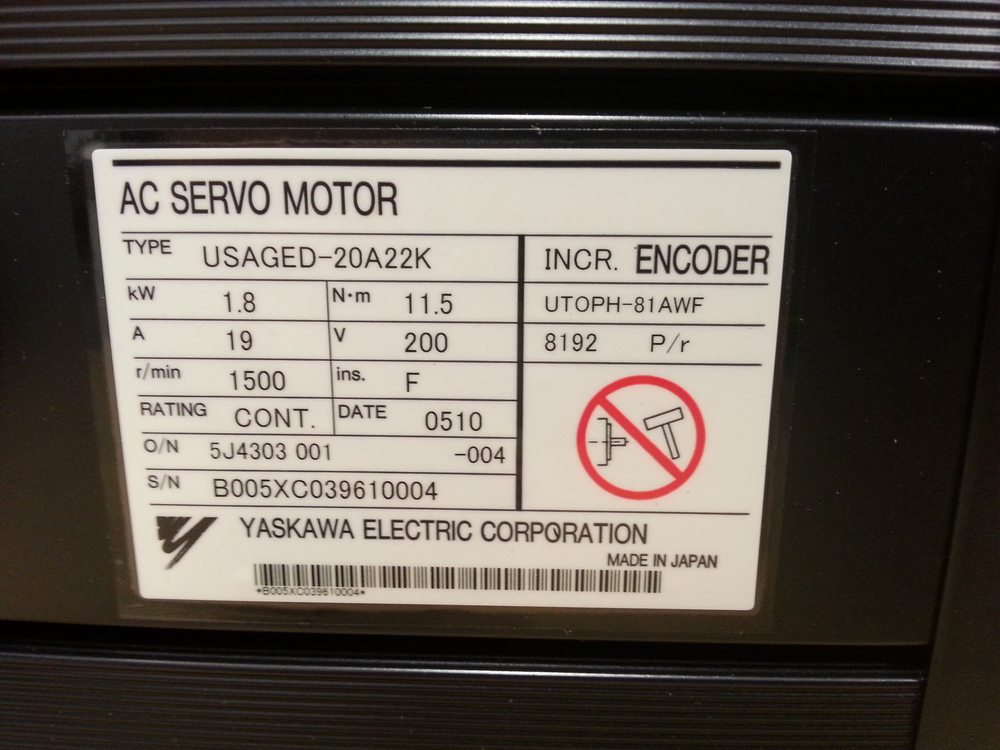 AC SERVO MOTOR
TYPE USAGED-20A22K
INCR. ENCODER
kW 1.8 N·m 11.5
UTOPH-81AWF
A 19 V 200
8192 P/r
r/min 1500 ins. F
RATING CONT. DATE 0510
O/N 5J4303 001 -004
S/N B005XC039610004
YASKAWA ELECTRIC CORPORATION
MADE IN JAPAN
*B005XC039610004*